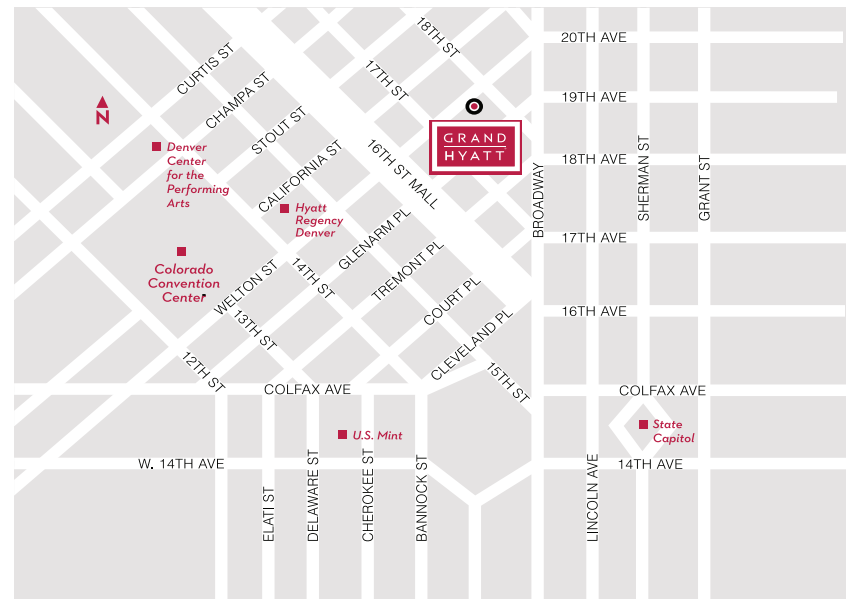 18TH ST
20TH AVE
CURTIS ST
17TH ST
CHAMPA ST
19TH AVE
N
STOUT ST
GRAND
HYATT
Denver
Center
for the
Performing
Arts
CALIFORNIA ST
16TH ST MALL
18TH AVE
BROADWAY
SHERMAN ST
GRANT ST
Hyatt
Regency
Denver
GLENARM PL
17TH AVE
Colorado
Convention
Center
WELTON ST
14TH ST
TREMONT PL
COURT PL
13TH ST
CLEVELAND PL
16TH AVE
12TH ST
15TH ST
COLFAX AVE
COLFAX AVE
U.S. Mint
State
Capitol
W. 14TH AVE
14TH AVE
ELATI ST
DELAWARE ST
CHEROKEE ST
BANNOCK ST
LINCOLN AVE